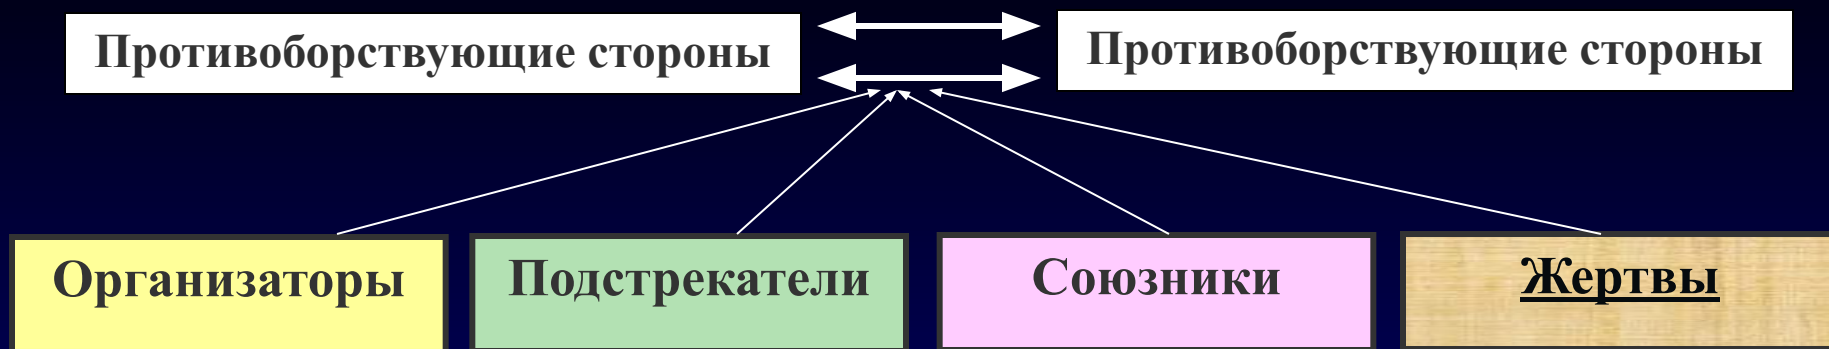 Противоборствующие стороны
Противоборствующие стороны
Организаторы
Подстрекатели
Союзники
Жертвы